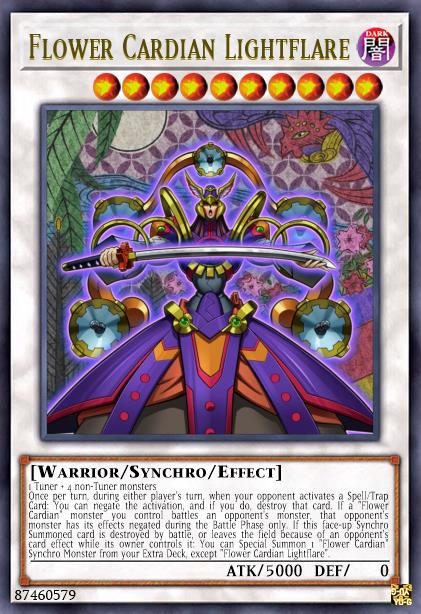 FLOWER CARDIAN LIGHTFLARE
DARK
闇
[WARRIOR/SYNCHRO/EFFECT]
1 Tuner + 4 non-Tuner monsters
Once per turn, during either player's turn, when your opponent activates a Spell/Trap
Card: You can negate the activation, and if you do, destroy that card. If a "Flower
Cardian" monster you control battles an opponent's monster, that opponent's
monster has its effects negated during the Battle Phase only. If this face-up Synchro
Summoned card is destroyed by battle, or leaves the field because of an opponent's
card effect while its owner controls it: You can Special Summon 1 "Flower Cardian"
Synchro Monster from your Extra Deck, except "Flower Cardian Lightflare".
ATK/5000 DEF/ 0
87460579